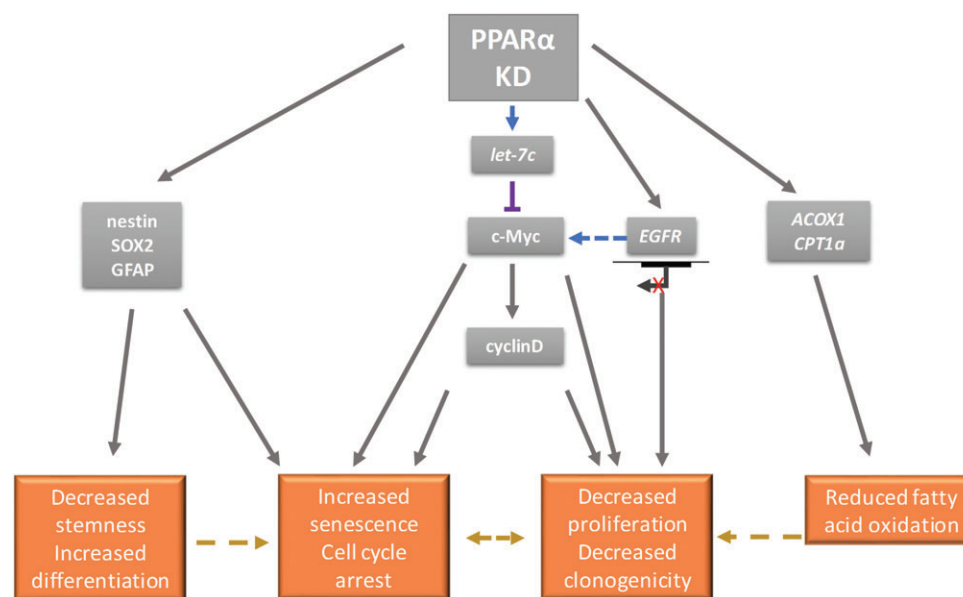 PPARα
KD
let-7c
nestin
SOX2
GFAP
c-Myc
EGFR
ACOX1
CPT1a
cyclinD
Decreased
stemness
Increased
differentiation
Increased
senescence
Cell cycle
arrest
Decreased
proliferation
Decreased
clonogenicity
Reduced fatty
acid oxidation